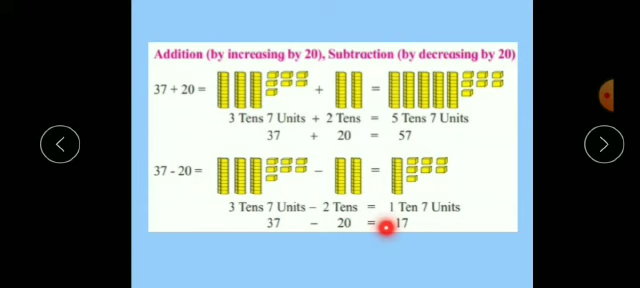 Addition (by increasing by 20), Subtraction (by decreasing by 20)
37 + 20 = + =
3 Tens 7 Units + 2 Tens = 5 Tens 7 Units
37 + 20 = 57
37 - 20 = - =
3 Tens 7 Units – 2 Tens = 1 Ten 7 Units
37 – 20 = 17